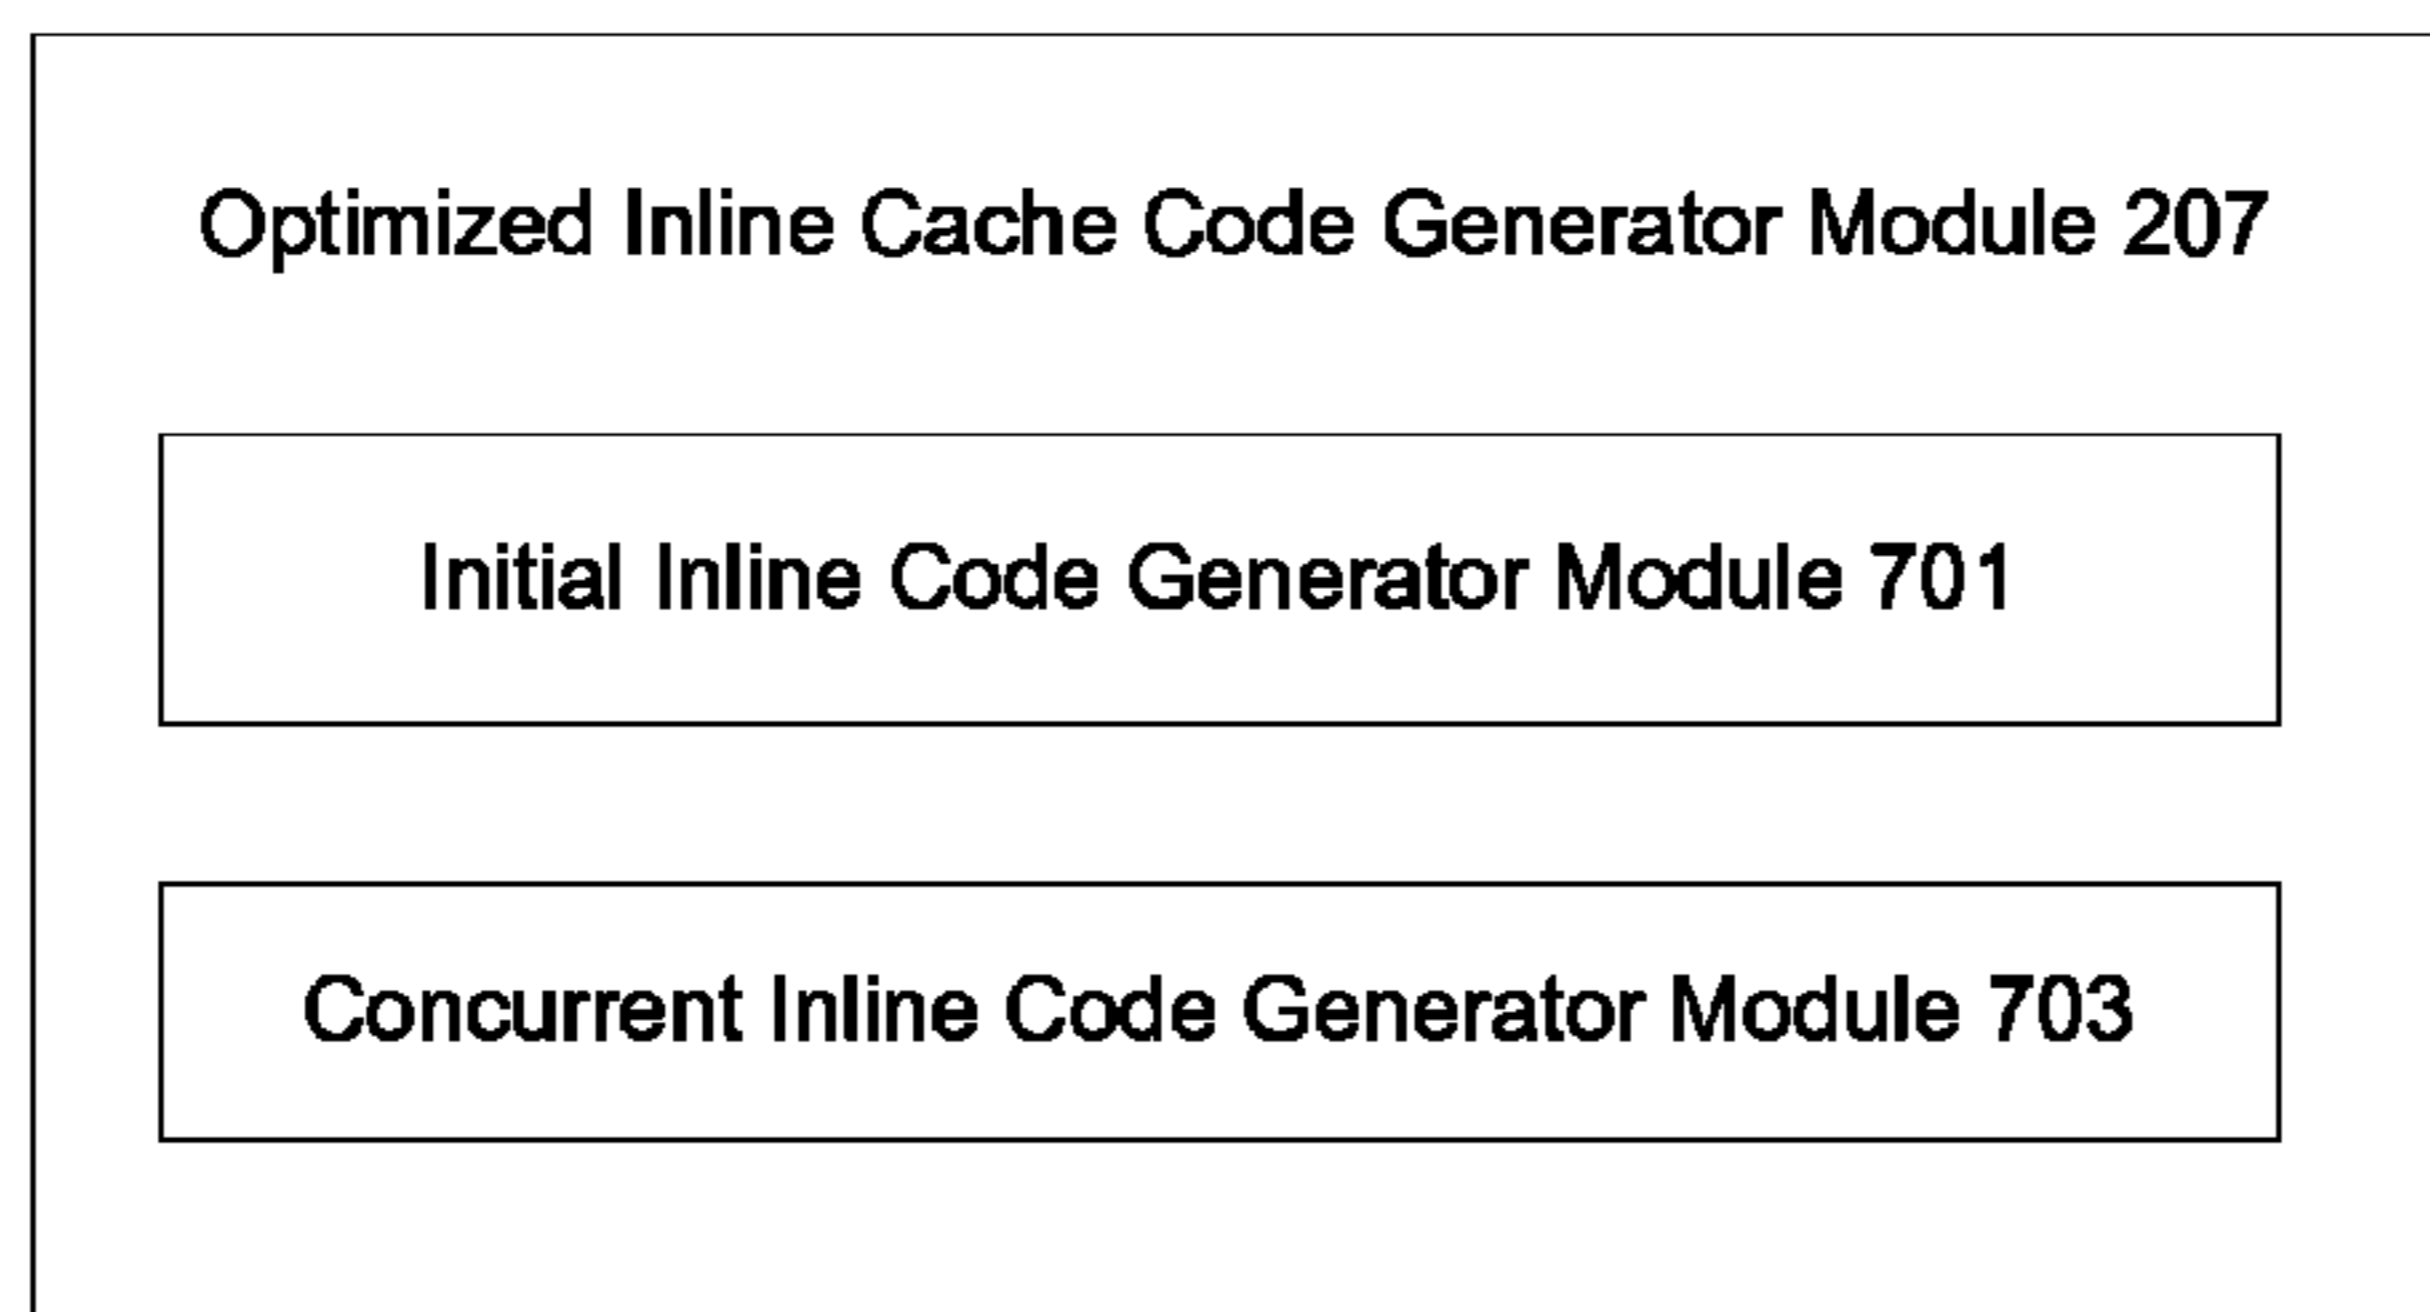 Optimized Inline Cache Code Generator Module 207
Initial Inline Code Generator Module 701
Concurrent Inline Code Generator Module 703